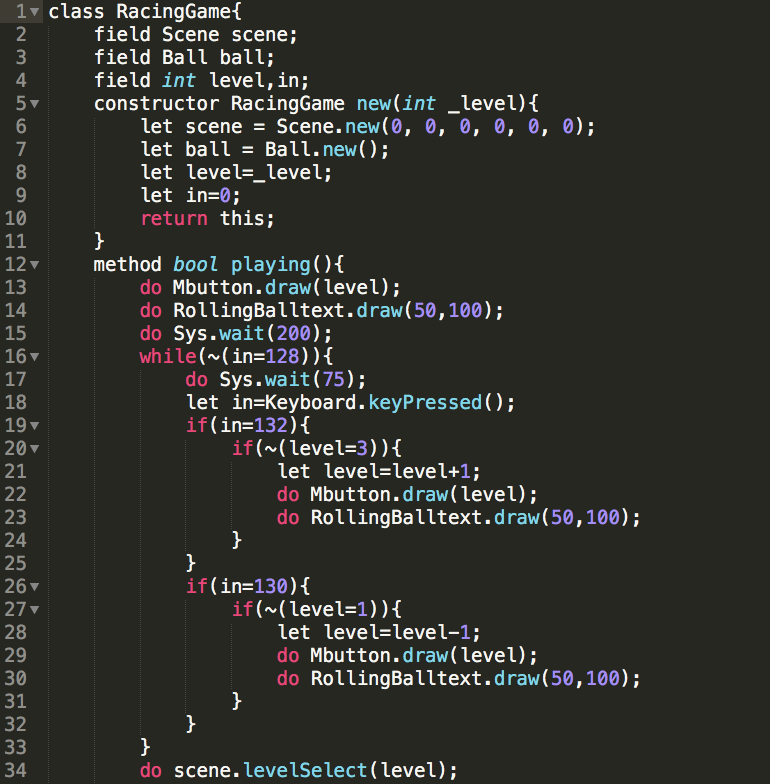 1 class RacingGame{
2     field Scene scene;
3     field Ball ball;
4     field int level,in;
5     constructor RacingGame new(int _level){
6         let scene = Scene.new(0, 0, 0, 0, 0, 0);
7         let ball = Ball.new();
8         let level=_level;
9         let in=0;
10         return this;
11     }
12     method bool playing(){
13         do Mbutton.draw(level);
14         do RollingBalltext.draw(50,100);
15         do Sys.wait(200);
16         while(~(in=128)){
17             do Sys.wait(75);
18             let in=Keyboard.keyPressed();
19             if(in=132){
20                 if(~(level=3)){
21                     let level=level+1;
22                     do Mbutton.draw(level);
23                     do RollingBalltext.draw(50,100);
24                 }
25             }
26             if(in=130){
27                 if(~(level=1)){
28                     let level=level-1;
29                     do Mbutton.draw(level);
30                     do RollingBalltext.draw(50,100);
31                 }
32             }
33         }
34         do scene.levelSelect(level);